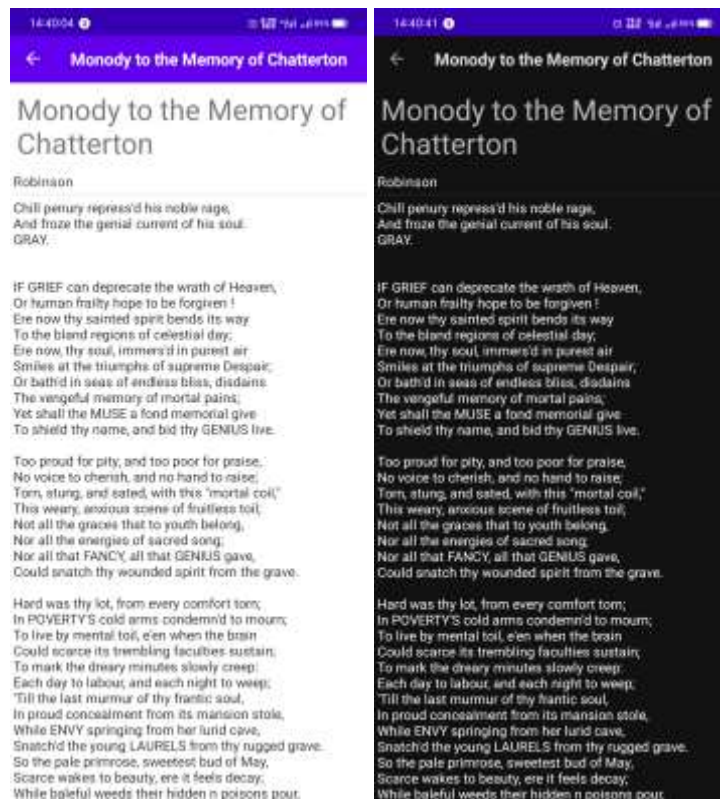 14:40:04
Monody to the Memory of Chatterton
Monody to the Memory of
Chatterton
Robinson
Chill penury repress'd his noble rage,
And froze the genial current of his soul.
GRAY.
IF GRIEF can deprecate the wrath of Heaven,
Or human frailty hope to be forgiven !
Ere now thy sainted spirit bends its way
To the bland regions of celestial day;
Ere now, thy soul, immers'd in purest air
Smiles at the triumphs of supreme Despair;
Or bath'd in seas of endless bliss, disdains
The vengeful memory of mortal pains;
Yet shall the MUSE a fond memorial give
To shield thy name, and bid thy GENIUS live.
Too proud for pity, and too poor for praise,
No voice to cherish, and no hand to raise;
Torn, stung, and sated, with this "mortal coil,"
This weary, anxious scene of fruitless toil;
Not all the graces that to youth belong,
Nor all the energies of sacred song;
Nor all that FANCY, all that GENIUS gave,
Could snatch thy wounded spirit from the grave.
Hard was thy lot, from every comfort torn;
In POVERTY'S cold arms condemn'd to mourn;
To live by mental toil, e'en when the brain
Could scarce its trembling faculties sustain;
To mark the dreary minutes slowly creep:
Each day to labour, and each night to weep;
'Till the last murmur of thy frantic soul,
In proud concealment from its mansion stole,
While ENVY springing from her lurid cave,
Snatch'd the young LAURELS from thy rugged grave.
So the pale primrose, sweetest bud of May,
Scarce wakes to beauty, ere it feels decay;
While baleful weeds their hidden n poisons pour,
14:40:41
Monody to the Memory of Chatterton
Monody to the Memory of
Chatterton
Robinson
Chill penury repress'd his noble rage,
And froze the genial current of his soul.
GRAY.
IF GRIEF can deprecate the wrath of Heaven,
Or human frailty hope to be forgiven !
Ere now thy sainted spirit bends its way
To the bland regions of celestial day;
Ere now, thy soul, immers'd in purest air
Smiles at the triumphs of supreme Despair;
Or bath'd in seas of endless bliss, disdains
The vengeful memory of mortal pains;
Yet shall the MUSE a fond memorial give
To shield thy name, and bid thy GENIUS live.
Too proud for pity, and too poor for praise,
No voice to cherish, and no hand to raise;
Torn, stung, and sated, with this "mortal coil,"
This weary, anxious scene of fruitless toil;
Not all the graces that to youth belong,
Nor all the energies of sacred song;
Nor all that FANCY, all that GENIUS gave,
Could snatch thy wounded spirit from the grave.
Hard was thy lot, from every comfort torn;
In POVERTY'S cold arms condemn'd to mourn;
To live by mental toil, e'en when the brain
Could scarce its trembling faculties sustain;
To mark the dreary minutes slowly creep:
Each day to labour, and each night to weep;
'Till the last murmur of thy frantic soul,
In proud concealment from its mansion stole,
While ENVY springing from her lurid cave,
Snatch'd the young LAURELS from thy rugged grave.
So the pale primrose, sweetest bud of May,
Scarce wakes to beauty, ere it feels decay;
While baleful weeds their hidden n poisons pour,